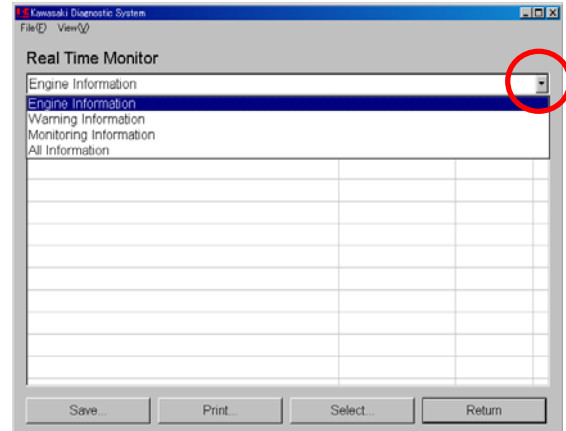 Kawasaki Diagnostic System
File(F) View(V)
Real Time Monitor
Engine Information
Engine Information
Warning Information
Monitoring Information
All Information
Save... Print... Select... Return